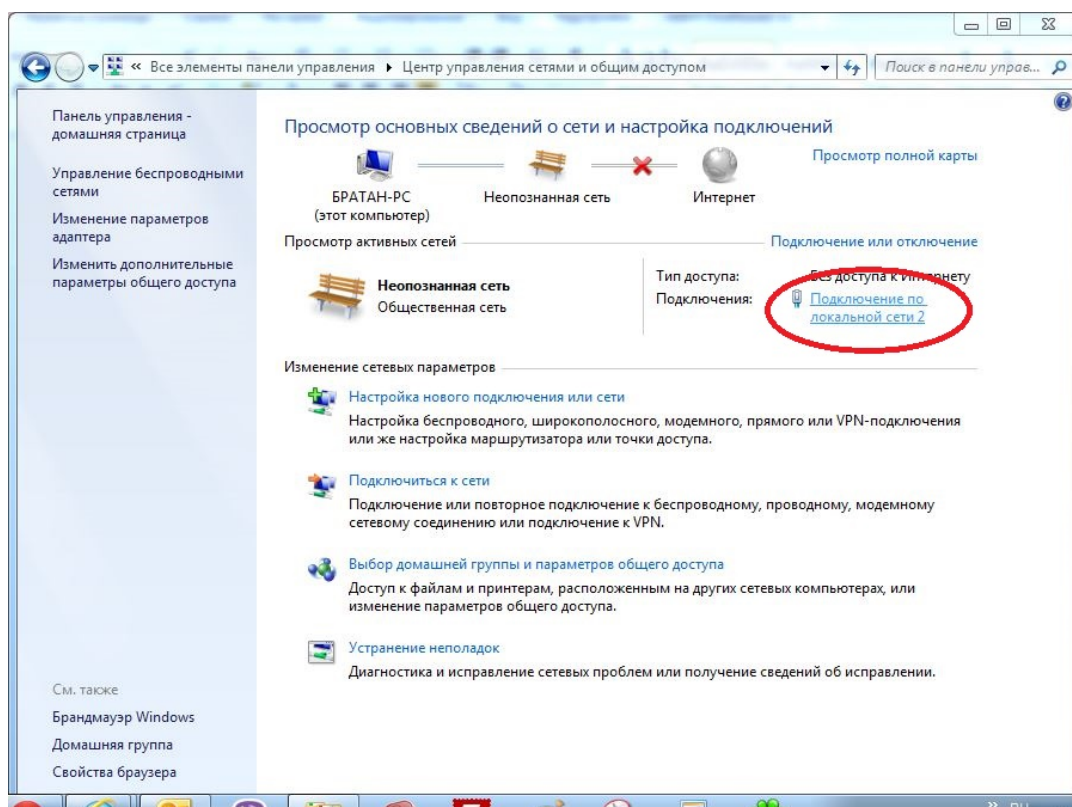 « Все элементы панели управления ▸ Центр управления сетями и общим доступом
Поиск в панели управ...
Панель управления -
домашняя страница
Управление беспроводными
сетями
Изменение параметров
адаптера
Изменить дополнительные
параметры общего доступа
Просмотр основных сведений о сети и настройка подключений
Просмотр полной карты
БРАТАН-PC
(этот компьютер)
Неопознанная сеть
Интернет
Просмотр активных сетей
Подключение или отключение
Неопознанная сеть
Общественная сеть
Тип доступа: Без доступа к Интернету
Подключения: Подключение по
локальной сети 2
Изменение сетевых параметров
Настройка нового подключения или сети
Настройка беспроводного, широкополосного, модемного, прямого или VPN-подключения
или же настройка маршрутизатора или точки доступа.
Подключиться к сети
Подключение или повторное подключение к беспроводному, проводному, модемному
сетевому соединению или подключение к VPN.
Выбор домашней группы и параметров общего доступа
Доступ к файлам и принтерам, расположенным на других сетевых компьютерах, или
изменение параметров общего доступа.
Устранение неполадок
Диагностика и исправление сетевых проблем или получение сведений об исправлении.
См. также
Брандмауэр Windows
Домашняя группа
Свойства браузера